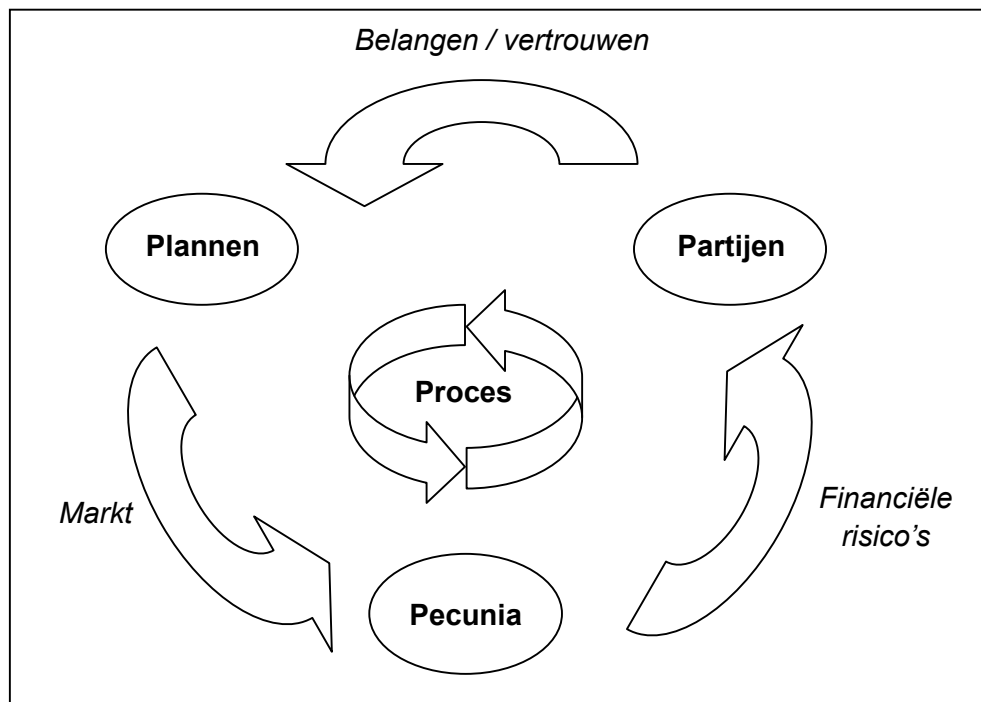 Belangen / vertrouwen
Plannen
Partijen
Proces
Markt
Financiële
risico's
Pecunia